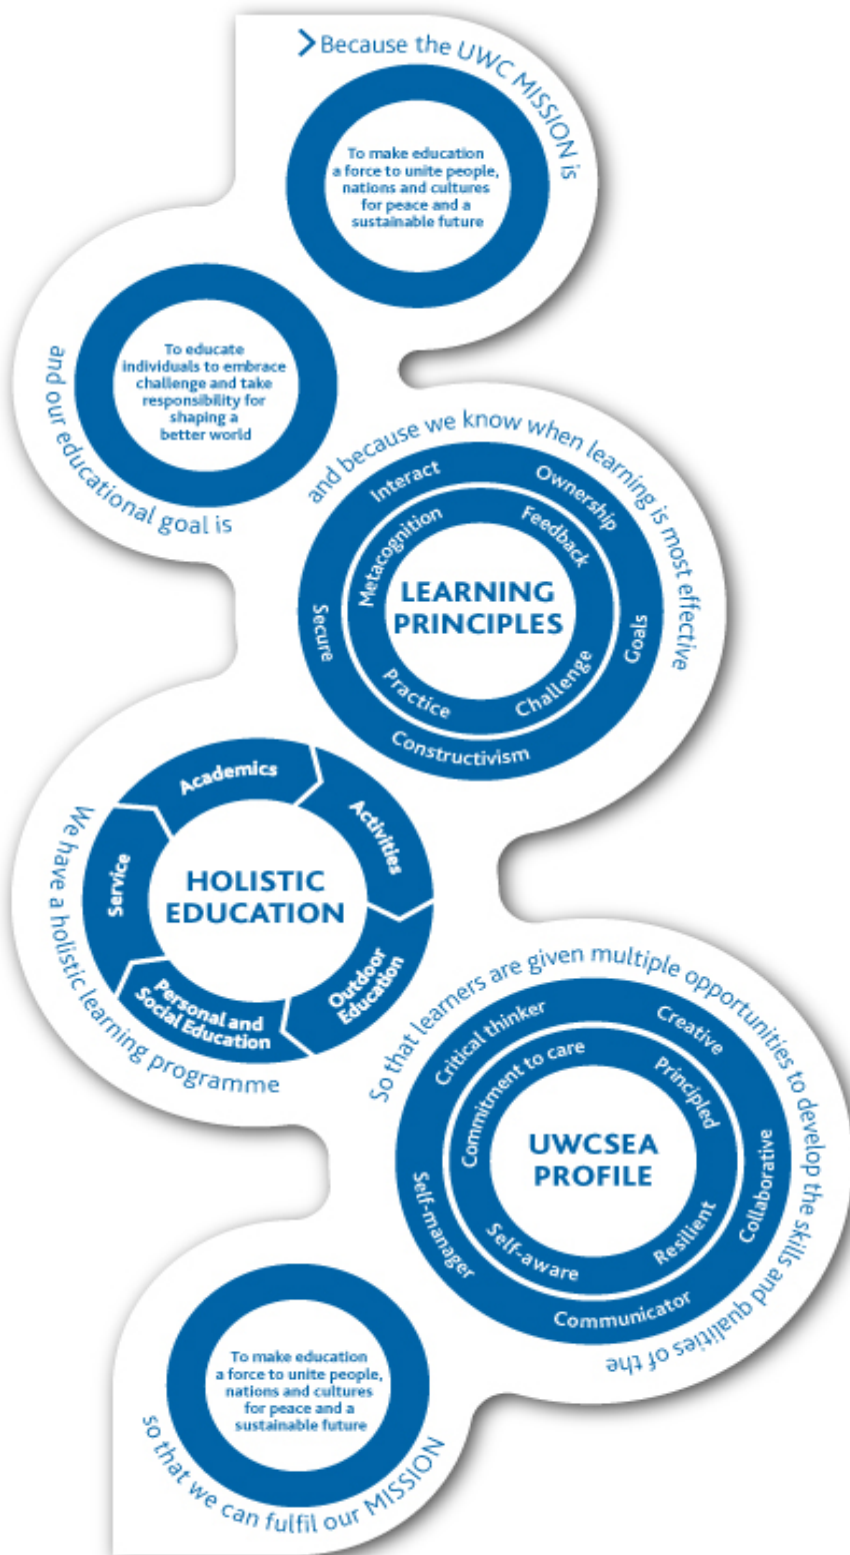 Because the UWC MISSION is
To make education
a force to unite people,
nations and cultures
for peace and a
sustainable future
and our educational goal is
To educate
individuals to embrace
challenge and take
responsibility for
shaping a
better world
and because we know when learning is most effective
Interact
Ownership
Goals
Constructivism
Secure
Metacognition
Feedback
Challenge
Practice
LEARNING
PRINCIPLES
We have a holistic learning programme
Academics
Activities
Outdoor
Education
Personal and
Social Education
Service
HOLISTIC
EDUCATION
So that learners are given multiple opportunities to develop the skills and qualities of the
Critical thinker
Creative
Collaborative
Communicator
Self-manager
Commitment to care
Principled
Resilient
Self-aware
UWCSEA
PROFILE
so that we can fulfil our MISSION
To make education
a force to unite people,
nations and cultures
for peace and a
sustainable future